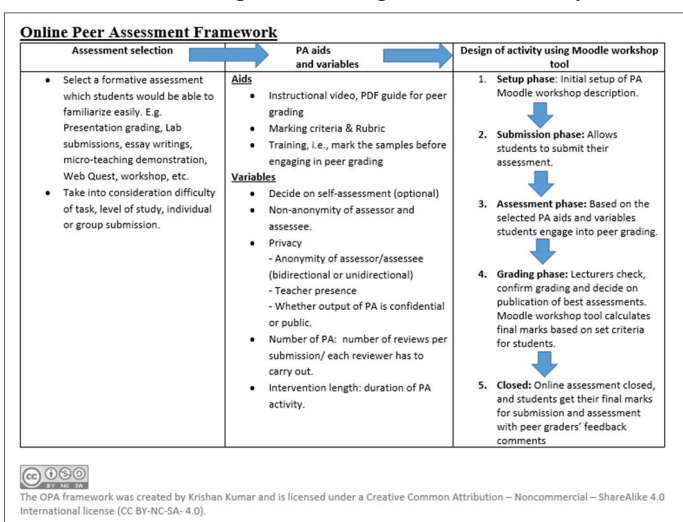 Online Peer Assessment Framework
Assessment selection
PA aids
and variables
Design of activity using Moodle workshop
tool
• Select a formative assessment
which students would be able to
familiarize easily. E.g.
Presentation grading, Lab
submissions, essay writings,
micro-teaching demonstration,
Web Quest, workshop, etc.
• Take into consideration difficulty
of task, level of study, individual
or group submission.
Aids
• Instructional video, PDF guide for peer
grading
• Marking criteria & Rubric
• Training, i.e., mark the samples before
engaging in peer grading
Variables
• Decide on self-assessment (optional)
• Non-anonymity of assessor and
assessee.
• Privacy
- Anonymity of assessor/assessee
(bidirectional or unidirectional)
- Teacher presence
- Whether output of PA is confidential
or public.
• Number of PA: number of reviews per
submission/ each reviewer has to
carry out.
• Intervention length: duration of PA
activity.
1. Setup phase: Initial setup of PA
Moodle workshop description.
2. Submission phase: Allows
students to submit their
assessment.
3. Assessment phase: Based on the
selected PA aids and variables
students engage into peer grading.
4. Grading phase: Lecturers check,
confirm grading and decide on
publication of best assessments.
Moodle workshop tool calculates
final marks based on set criteria
for students.
5. Closed: Online assessment closed,
and students get their final marks
for submission and assessment
with peer graders' feedback
comments
cc
BY NC SA
The OPA framework was created by Krishan Kumar and is licensed under a Creative Common Attribution – Noncommercial – ShareAlike 4.0
International license (CC BY-NC-SA- 4.0).